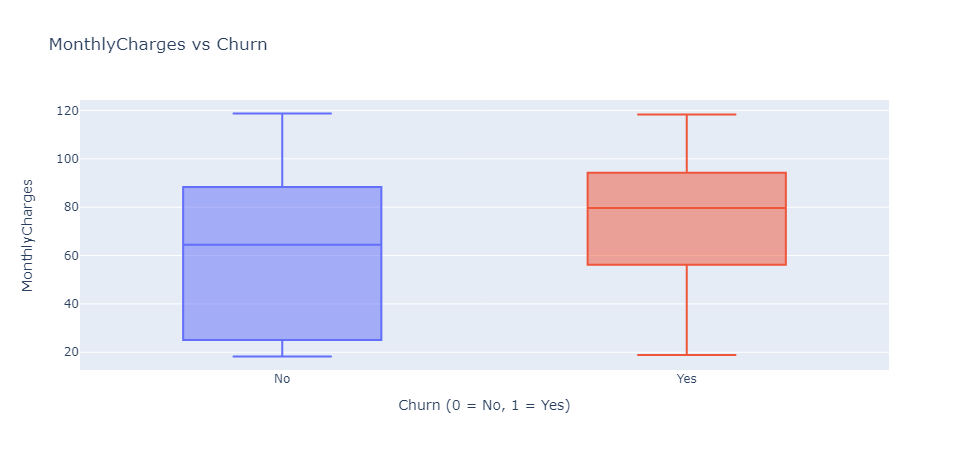 MonthlyCharges vs Churn
120
100
80
60
40
20
MonthlyCharges
No
Yes
Churn (0 = No, 1 = Yes)